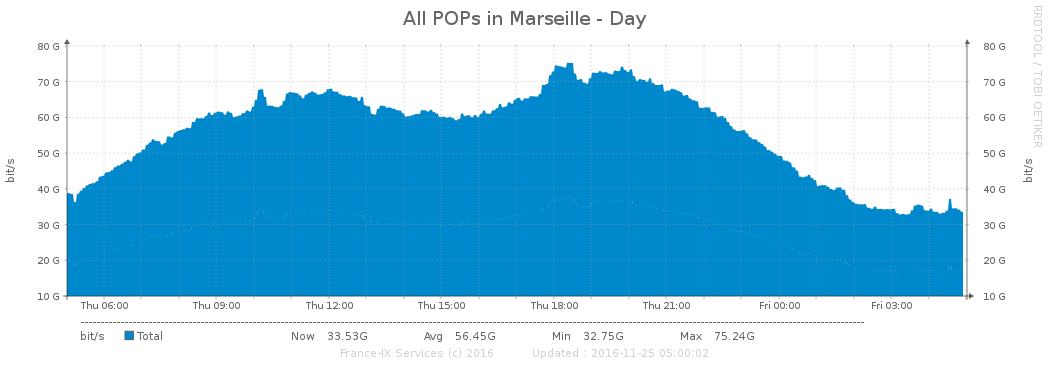 All POPs in Marseille - Day
RRDTOOL / TOBI OETIKER
bit/s
80 G 80 G
70 G 70 G
60 G 60 G
50 G 50 G
40 G 40 G
30 G 30 G
20 G 20 G
10 G 10 G
bit/s
Thu 06:00 Thu 09:00 Thu 12:00 Thu 15:00 Thu 18:00 Thu 21:00 Fri 00:00 Fri 03:00
bit/s Total Now 33.53G Avg 56.45G Min 32.75G Max 75.24G
France-IX Services (c) 2016 Updated : 2016-11-25 05:00:02